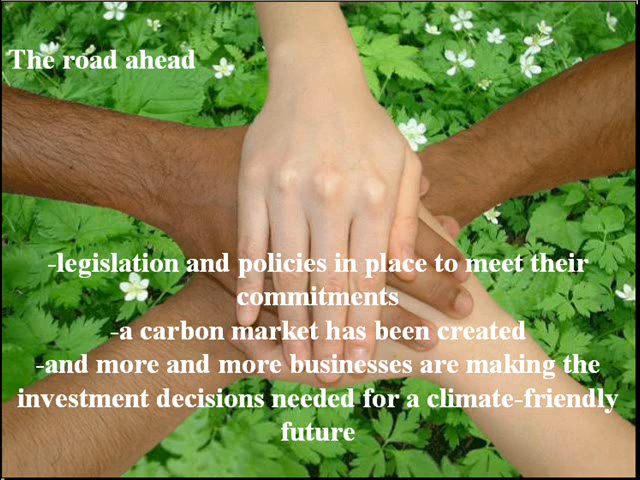 The road ahead
-legislation and policies in place to meet their
commitments
-a carbon market has been created
-and more and more businesses are making the
investment decisions needed for a climate-friendly
future